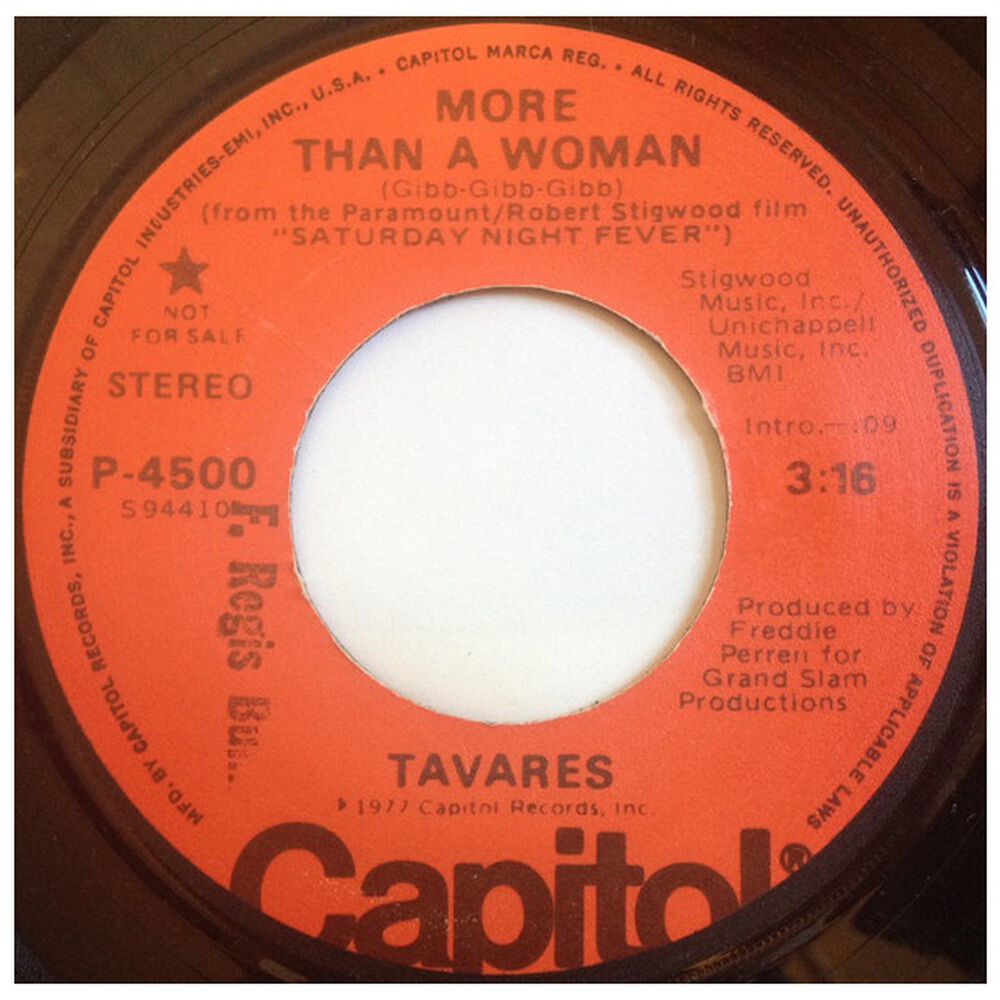 MFD. BY CAPITOL RECORDS, INC., A SUBSIDIARY OF CAPITOL INDUSTRIES-EMI, INC., U.S.A. • CAPITOL MARCA REG. • ALL RIGHTS RESERVED. UNAUTHORIZED DUPLICATION IS A VIOLATION OF APPLICABLE LAWS
MORE
THAN A WOMAN
(Gibb-Gibb-Gibb)
(from the Paramount/Robert Stigwood film
"SATURDAY NIGHT FEVER")
NOT
FOR SALE
STEREO
P-4500
S94410
F. Regis
Stigwood
Music, Inc./
Unichappell
Music, Inc.
BMI
Intro.—:09
3:16
Produced by
Freddie
Perren for
Grand Slam
Productions
TAVARES
℗ 1977 Capitol Records, Inc.
Capitol®